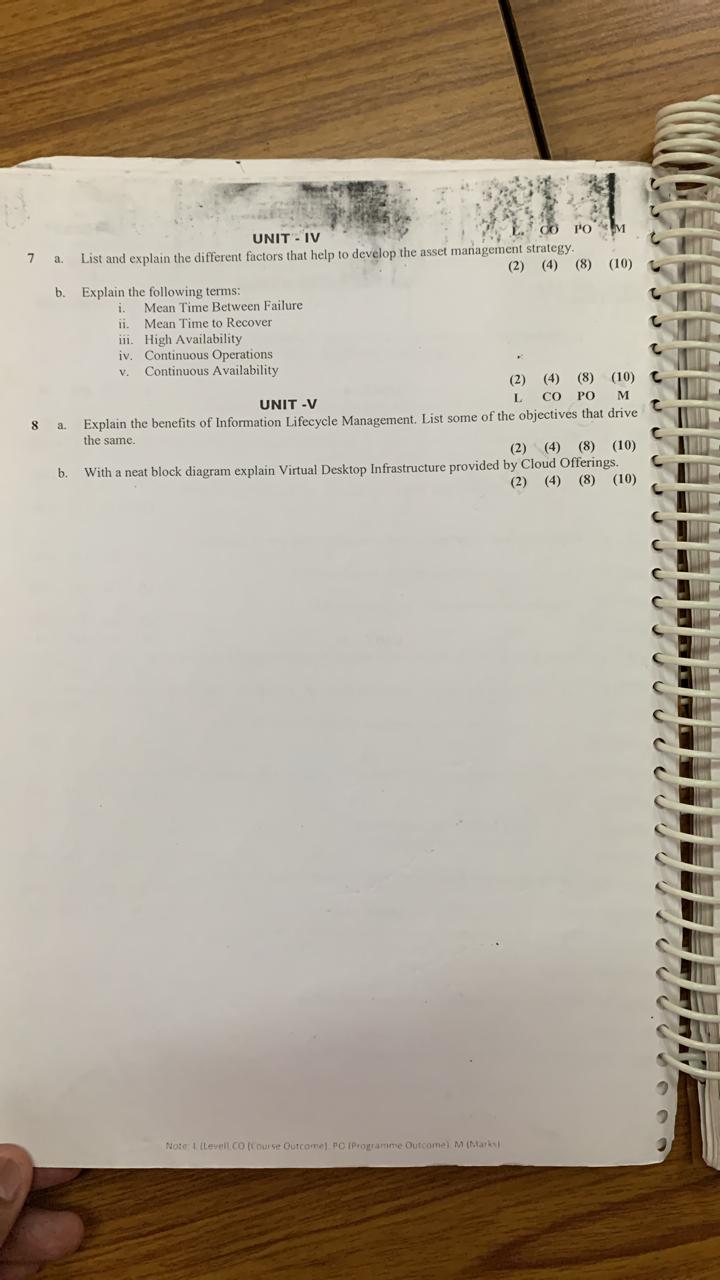 L CO PO M
UNIT - IV
7 a. List and explain the different factors that help to develop the asset management strategy.
(2) (4) (8) (10)
b. Explain the following terms:
i. Mean Time Between Failure
ii. Mean Time to Recover
iii. High Availability
iv. Continuous Operations
v. Continuous Availability
(2) (4) (8) (10)
UNIT -V L CO PO M
8 a. Explain the benefits of Information Lifecycle Management. List some of the objectives that drive
the same.
(2) (4) (8) (10)
b. With a neat block diagram explain Virtual Desktop Infrastructure provided by Cloud Offerings.
(2) (4) (8) (10)
Note: L (Level) CO (Course Outcome). PO (Programme Outcome). M (Marks)